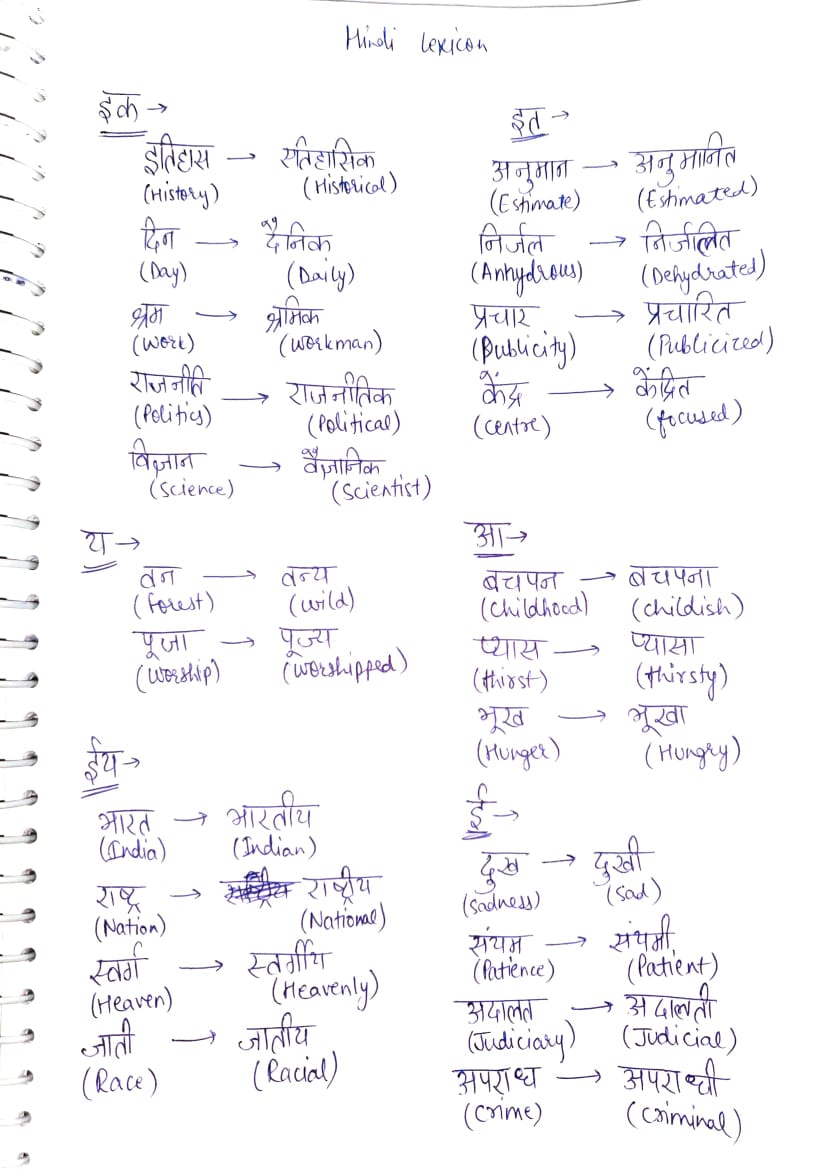 Hindi Lexicon
इक →
इतिहास → एतिहासिक
(History) (Historical)
दिन → दैनिक
(Day) (Daily)
श्रम → श्रमिक
(Work) (Workman)
राजनीति → राजनीतिक
(Politics) (Political)
विज्ञान → वैज्ञानिक
(Science) (Scientist)
इत →
अनुमान → अनुमानित
(Estimate) (Estimated)
निर्जल → निर्जलित
(Anhydrous) (Dehydrated)
प्रचार → प्रचारित
(Publicity) (Publicized)
केंद्र → केंद्रित
(centre) (focused)
य →
वन → वन्य
(forest) (wild)
पूजा → पूज्य
(worship) (worshipped)
आ →
बचपन → बचपना
(Childhood) (childish)
प्यास → प्यासा
(thirst) (thirsty)
भूख → भूखा
(Hunger) (Hungry)
ईय →
भारत → भारतीय
(India) (Indian)
राष्ट्र → राष्ट्रीय
(Nation) (National)
स्वर्ग → स्वर्गीय
(Heaven) (Heavenly)
जाती → जातीय
(Race) (Racial)
ई →
दुख → दुखी
(Sadness) (Sad)
संयम → संयमी
(Patience) (Patient)
अदालत → अदालती
(Judiciary) (Judicial)
अपराध → अपराधी
(Crime) (Criminal)